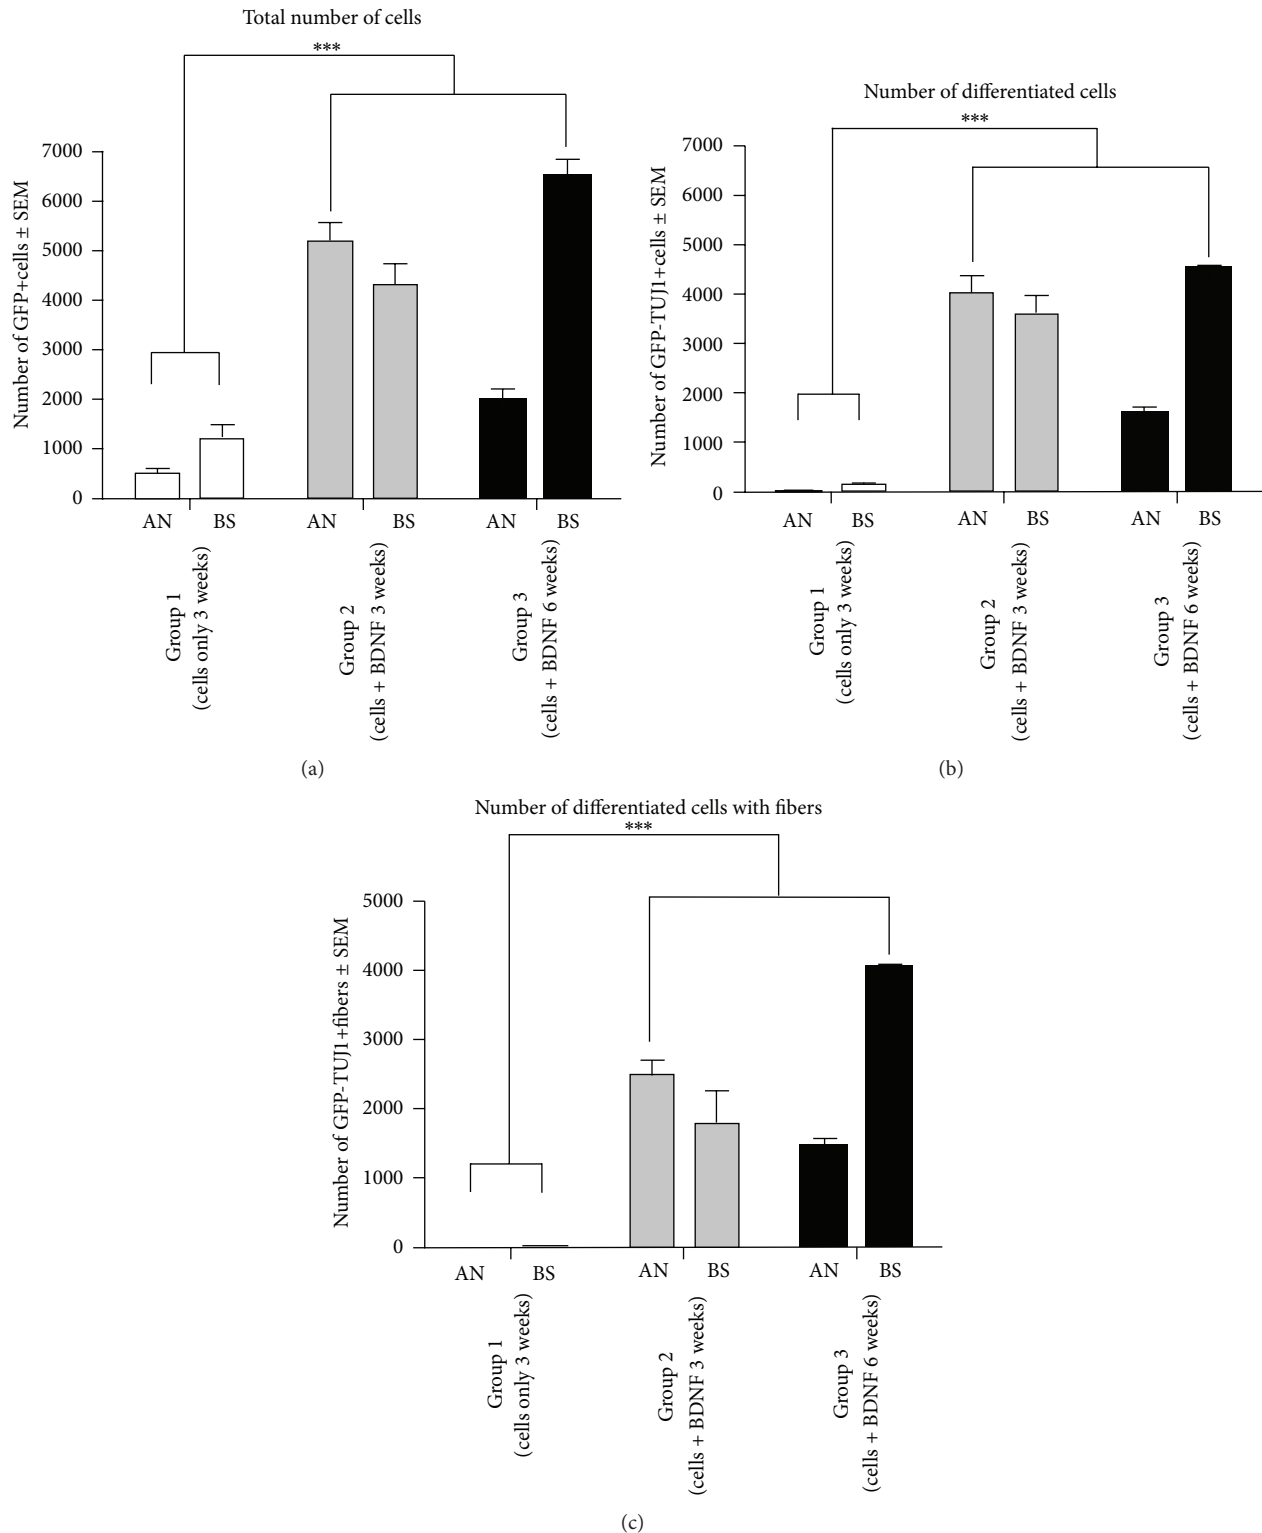 Total number of cells
***
Number of GFP+cells ± SEM
7000
6000
5000
4000
3000
2000
1000
0
AN BS AN BS AN BS
Group 1
(cells only 3 weeks)
Group 2
(cells + BDNF 3 weeks)
Group 3
(cells + BDNF 6 weeks)
(a)
Number of differentiated cells
***
Number of GFP-TUJ1+cells ± SEM
7000
6000
5000
4000
3000
2000
1000
0
AN BS AN BS AN BS
Group 1
(cells only 3 weeks)
Group 2
(cells + BDNF 3 weeks)
Group 3
(cells + BDNF 6 weeks)
(b)
Number of differentiated cells with fibers
***
Number of GFP-TUJ1+fibers ± SEM
5000
4000
3000
2000
1000
0
AN BS AN BS AN BS
Group 1
(cells only 3 weeks)
Group 2
(cells + BDNF 3 weeks)
Group 3
(cells + BDNF 6 weeks)
(c)